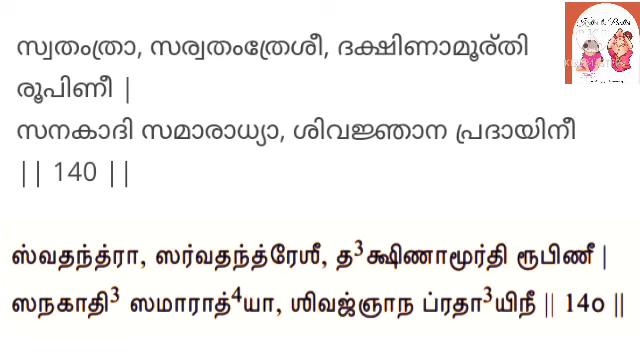 സ്വതംത്രാ, സര്വതംത്രേശീ, ദക്ഷിണാമൂര്തി
രൂപിണീ |
സനകാദി സമാരാധ്യാ, ശിവജ്ഞാന പ്രദായിനീ
|| 140 ||
ஸ்வதந்த்ரா, ஸர்வதந்த்ரேஶீ, த³க்ஷிணாமூர்தி ரூபிணீ |
ஸநகாதி³ ஸமாராத்⁴யா, ஶிவஜ்ஞாந ப்ரதா³யிநீ || 140 ||